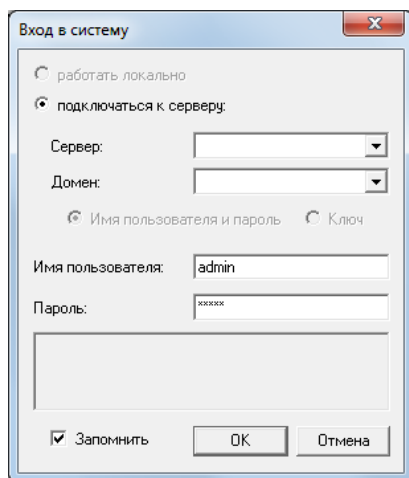 Вход в систему
работать локально
подключаться к серверу:
Сервер:
Домен:
Имя пользователя и пароль Ключ
Имя пользователя: admin
Пароль: *****
Запомнить OK Отмена